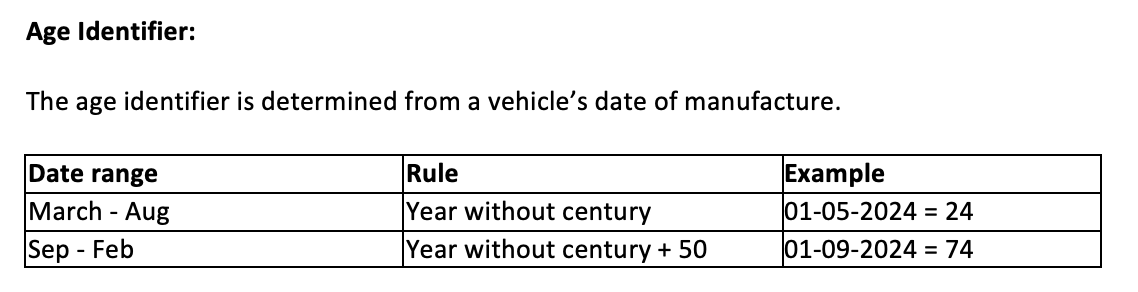 Age Identifier:
The age identifier is determined from a vehicle’s date of manufacture.
Date range Rule Example
March - Aug Year without century 01-05-2024 = 24
Sep - Feb Year without century + 50 01-09-2024 = 74